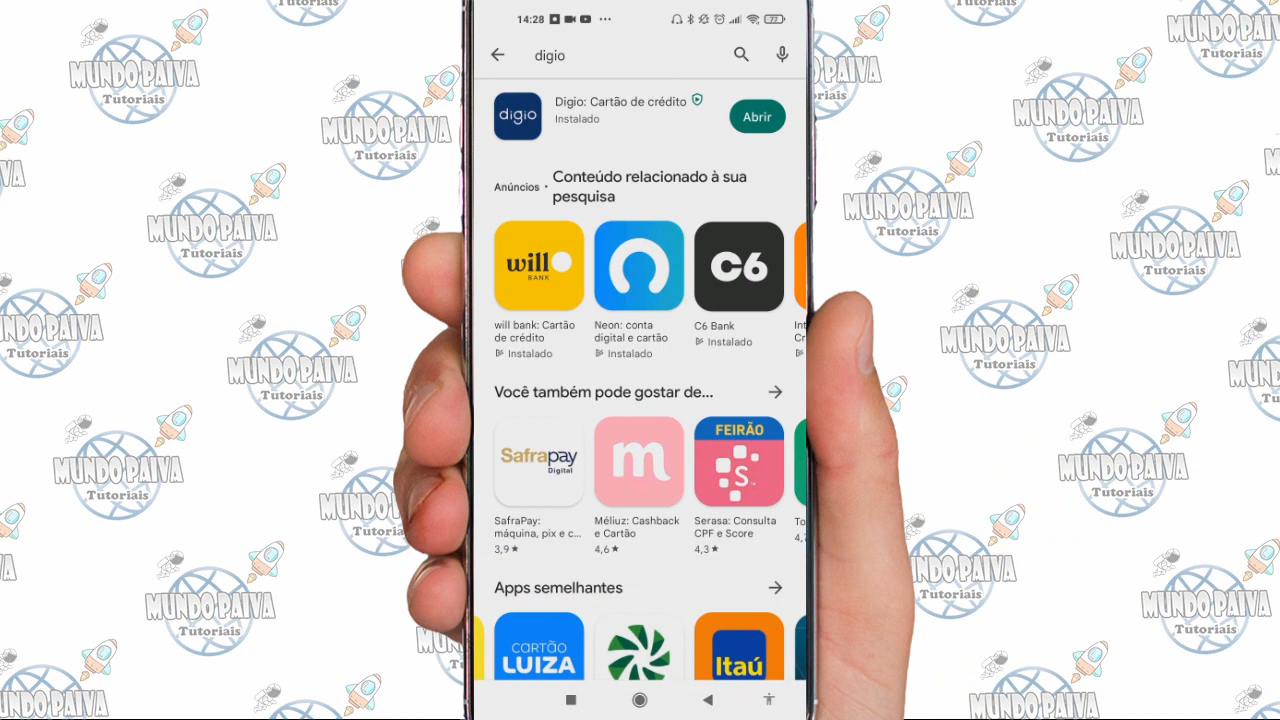 14:28
77
digio
digio
Digio: Cartão de crédito
Instalado
Abrir
Anúncios •
Conteúdo relacionado à sua
pesquisa
will
BANK
C6
will bank: Cartão
de crédito
Instalado
Neon: conta
digital e cartão
Instalado
C6 Bank
Instalado
Int
Cr
Você também pode gostar de...
Safrapay
Digital
m
FEIRÃO
S
SafraPay:
máquina, pix e c...
3,9★
Méliuz: Cashback
e Cartão
4,6★
Serasa: Consulta
CPF e Score
4,3★
To
4,
Apps semelhantes
CARTÃO
LUIZA
Itaú
MUNDO PAIVA
Tutoriais